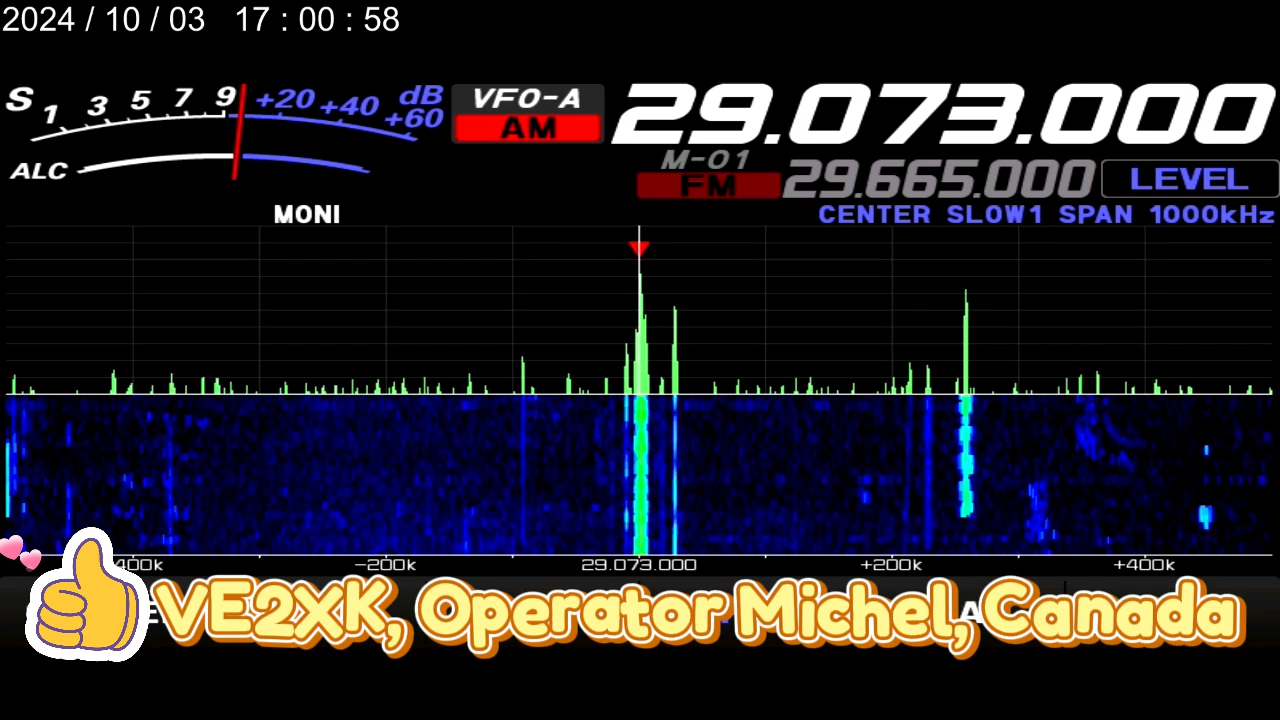 2024 / 10 / 03 17 : 00 : 58
S 1 3 5 7 9 +20 +40 +60 dB
VFO-A
AM
29.073.000
ALC
M-01
FM
29.665.000
LEVEL
MONI
CENTER SLOW1 SPAN 1000kHz
400k -200k 29.073.000 +200k +400k
VE2XK, Operator Michel, Canada